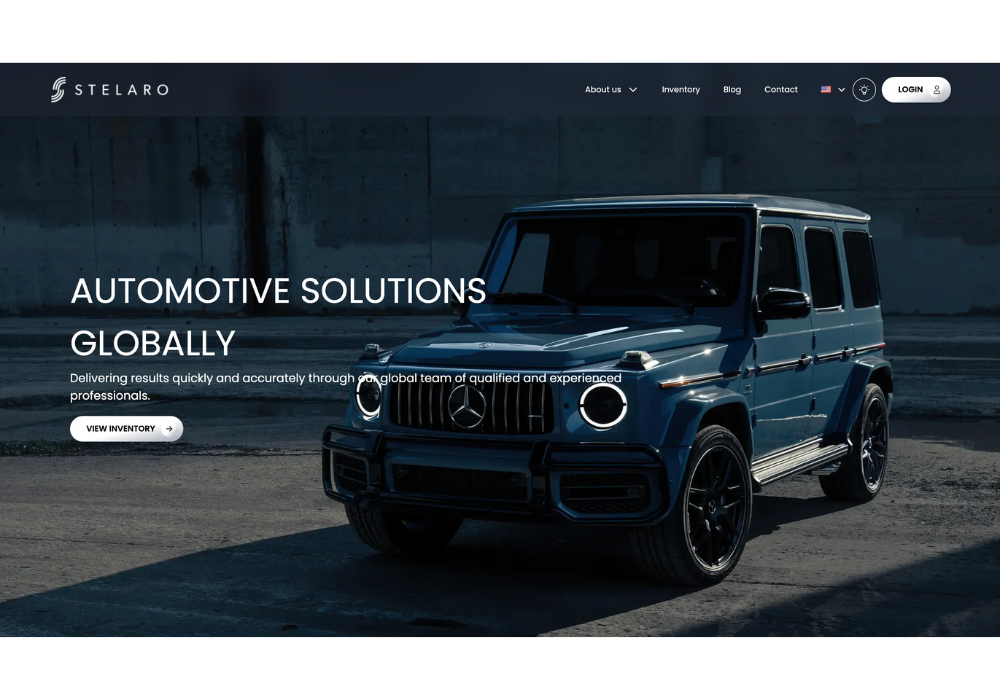 STELARO
About us
Inventory
Blog
Contact
LOGIN
AUTOMOTIVE SOLUTIONS
GLOBALLY
Delivering results quickly and accurately through our global team of qualified and experienced
professionals.
VIEW INVENTORY